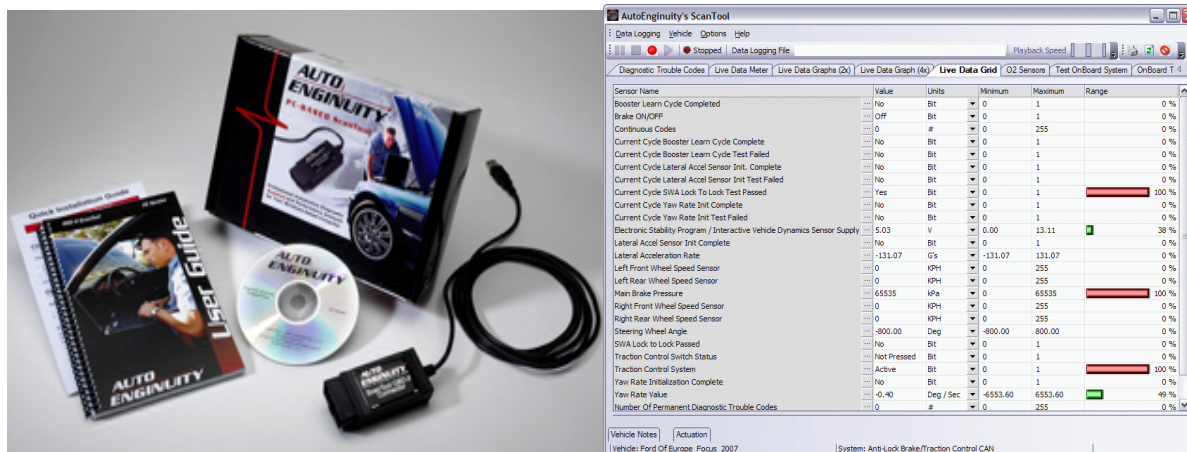 AUTO
ENGINUITY
PC-BASED ScanTool
Quick Installation Guide
User Guide
AUTO
ENGINUITY
AUTO
ENGINUITY
AUTO
ENGINUITY
AutoEnginuity's ScanTool
Data Logging Vehicle Options Help
Stopped Data Logging File Playback Speed
Diagnostic Trouble Codes Live Data Meter Live Data Graphs (2x) Live Data Graph (4x) Live Data Grid O2 Sensors Test OnBoard System OnBoard T
Sensor Name Value Units Minimum Maximum Range
Booster Learn Cycle Completed ... No Bit 0 1 0 %
Brake ON/OFF ... Off Bit 0 1 0 %
Continuous Codes ... 0 # 0 255 0 %
Current Cycle Booster Learn Cycle Complete ... No Bit 0 1 0 %
Current Cycle Booster Learn Cycle Test Failed ... No Bit 0 1 0 %
Current Cycle Lateral Accel Sensor Init. Complete ... No Bit 0 1 0 %
Current Cycle Lateral Accel Sensor Init Test Failed ... No Bit 0 1 0 %
Current Cycle SWA Lock To Lock Test Passed ... Yes Bit 0 1 100 %
Current Cycle Yaw Rate Init Complete ... No Bit 0 1 0 %
Current Cycle Yaw Rate Init Test Failed ... No Bit 0 1 0 %
Electronic Stability Program / Interactive Vehicle Dynamics Sensor Supply ... 5.03 V 0.00 13.11 38 %
Lateral Accel Sensor Init Complete ... No Bit 0 1 0 %
Lateral Acceleration Rate ... -131.07 G's -131.07 131.07 0 %
Left Front Wheel Speed Sensor ... 0 KPH 0 255 0 %
Left Rear Wheel Speed Sensor ... 0 KPH 0 255 0 %
Main Brake Pressure ... 65535 kPa 0 65535 100 %
Right Front Wheel Speed Sensor ... 0 KPH 0 255 0 %
Right Rear Wheel Speed Sensor ... 0 KPH 0 255 0 %
Steering Wheel Angle ... -800.00 Deg -800.00 800.00 0 %
SWA Lock to Lock Passed ... No Bit 0 1 0 %
Traction Control Switch Status ... Not Pressed Bit 0 1 0 %
Traction Control System ... Active Bit 0 1 100 %
Yaw Rate Initialization Complete ... No Bit 0 1 0 %
Yaw Rate Value ... -0.40 Deg / Sec -6553.60 6553.60 49 %
Number Of Permanent Diagnostic Trouble Codes ... 0 # 0 255 0 %
Vehicle Notes Actuation
Vehicle: Ford Of Europe Focus 2007 System: Anti-Lock Brake/Traction Control CAN